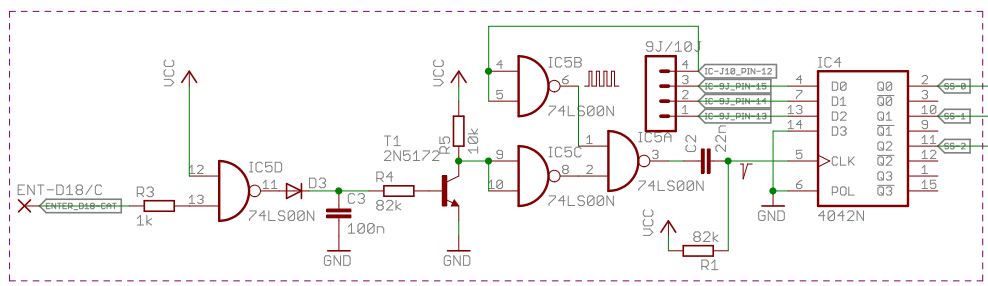 9J/10J
IC4
IC5B
VCC
VCC
4
5
6
74LS00N
4
3
2
1
IC-J10_PIN-12
IC-9J_PIN-15
IC-9J_PIN-14
IC-9J_PIN-13
4
7
13
14
5
6
D0
D1
D2
D3
CLK
POL
Q0
Q0
Q1
Q1
Q2
Q2
Q3
Q3
2
3
10
9
11
12
1
15
SS-0
SS-1
SS-2
4042N
GND
T1
2N5172
R5
10k
IC5C
9
10
8
74LS00N
IC5A
1
2
3
74LS00N
C2
22n
IC5D
12
13
11
74LS00N
D3
ENT-D18/C
ENTER_D18-CAT
R3
1k
C3
100n
R4
82k
GND
GND
VCC
82k
R1